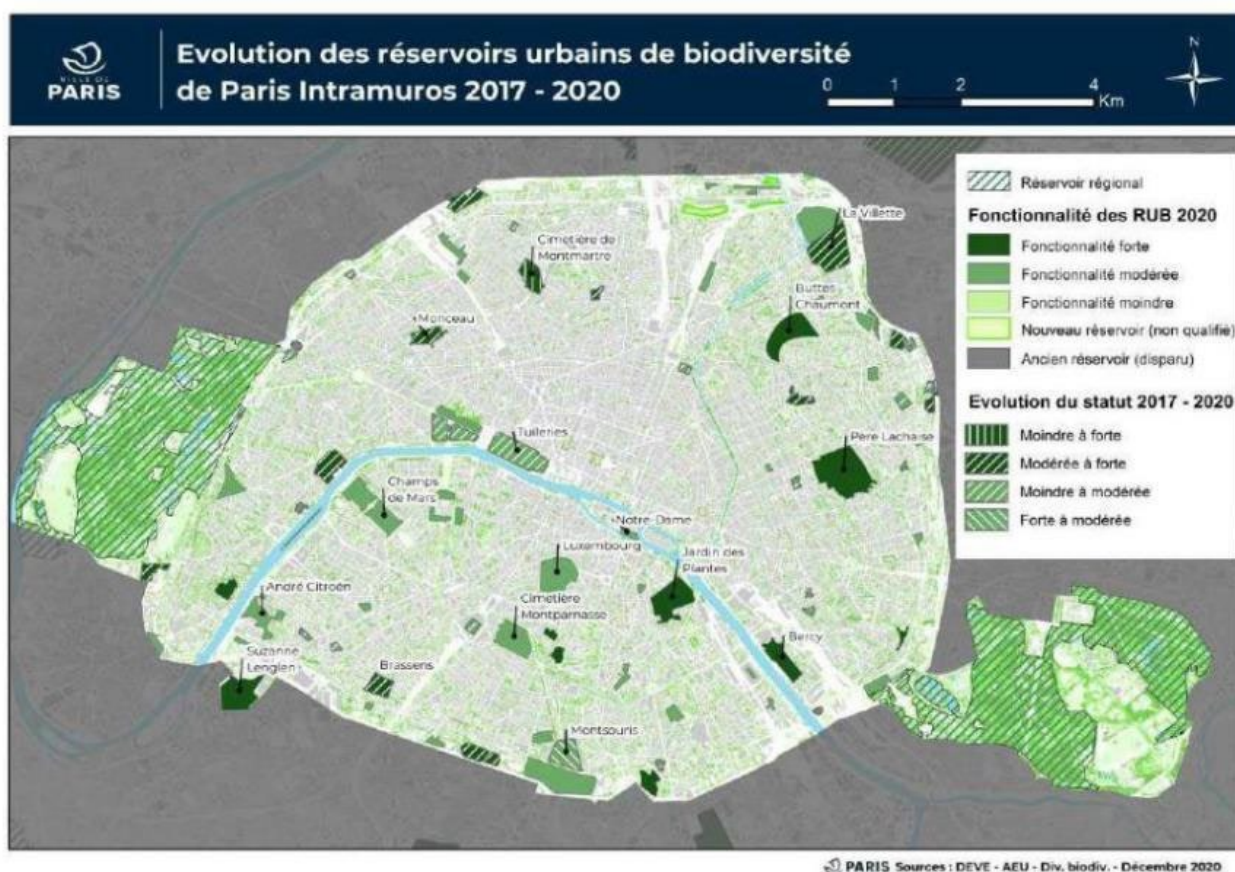 VILLE DE
PARIS
Evolution des réservoirs urbains de biodiversité
de Paris Intramuros 2017 - 2020
0 1 2 4
Km
N
Réservoir régional
Fonctionnalité des RUB 2020
Fonctionnalité forte
Fonctionnalité modérée
Fonctionnalité moindre
Nouveau réservoir (non qualifié)
Ancien réservoir (disparu)
Evolution du statut 2017 - 2020
Moindre à forte
Modérée à forte
Moindre à modérée
Forte à modérée
La Villette
Cimetière de
Montmartre
Buttes
Chaumont
Monceau
Tuileries
Père Lachaise
Champs
de Mars
Notre-Dame
Luxembourg
Jardin des
Plantes
André Citroën
Cimetière
Montparnasse
Bercy
Suzanne
Lenglen
Brassens
Montsouris
PARIS Sources : DEVE - AEU - Div. biodiv. - Décembre 2020